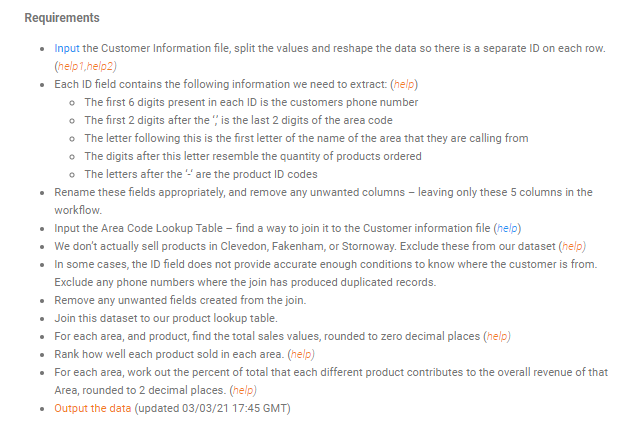 Requirements
• Input the Customer Information file, split the values and reshape the data so there is a separate ID on each row.
(help1,help2)
• Each ID field contains the following information we need to extract: (help)
○ The first 6 digits present in each ID is the customers phone number
○ The first 2 digits after the ‘,’ is the last 2 digits of the area code
○ The letter following this is the first letter of the name of the area that they are calling from
○ The digits after this letter resemble the quantity of products ordered
○ The letters after the ‘-‘ are the product ID codes
• Rename these fields appropriately, and remove any unwanted columns – leaving only these 5 columns in the
workflow.
• Input the Area Code Lookup Table – find a way to join it to the Customer information file (help)
• We don’t actually sell products in Clevedon, Fakenham, or Stornoway. Exclude these from our dataset (help)
• In some cases, the ID field does not provide accurate enough conditions to know where the customer is from.
Exclude any phone numbers where the join has produced duplicated records.
• Remove any unwanted fields created from the join.
• Join this dataset to our product lookup table.
• For each area, and product, find the total sales values, rounded to zero decimal places (help)
• Rank how well each product sold in each area. (help)
• For each area, work out the percent of total that each different product contributes to the overall revenue of that
Area, rounded to 2 decimal places. (help)
• Output the data (updated 03/03/21 17:45 GMT)